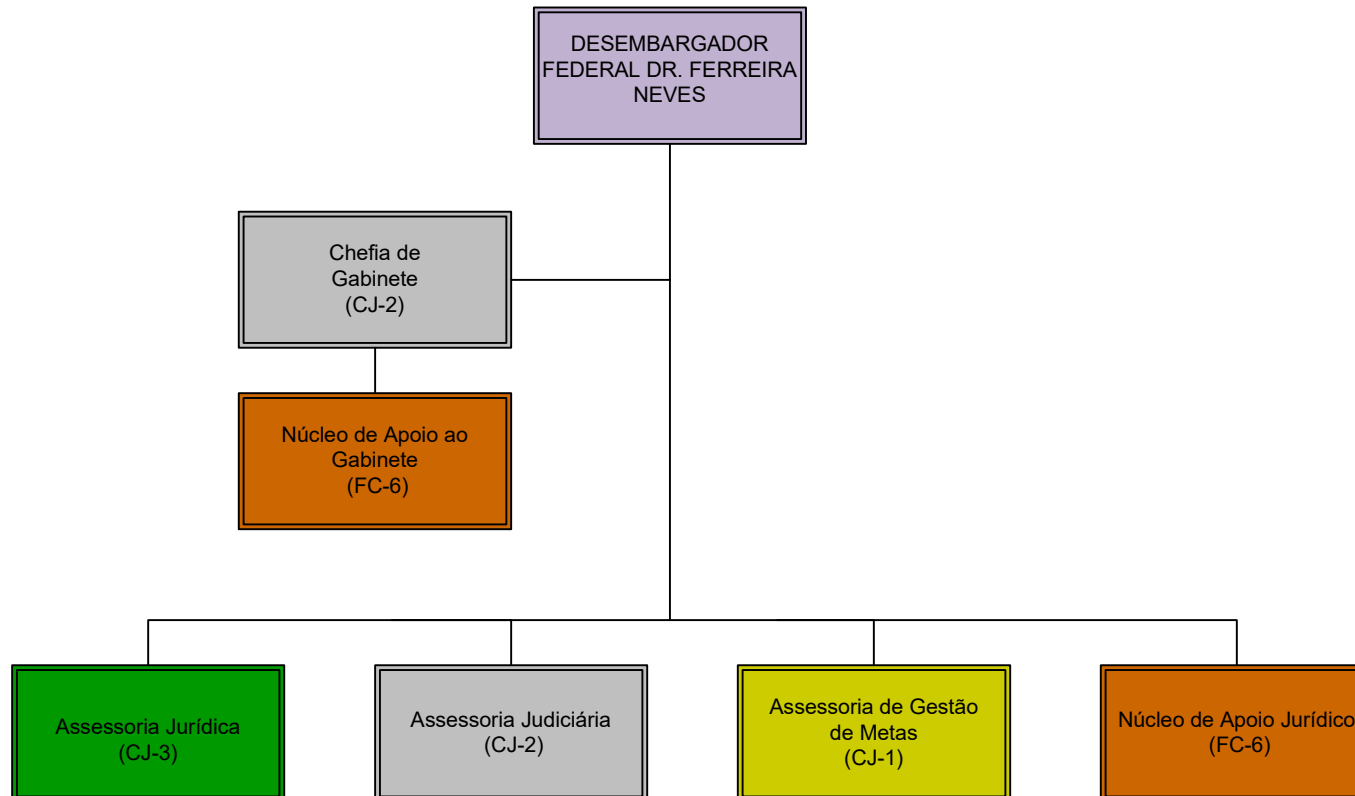 DESEMBARGADOR
FEDERAL DR. FERREIRA
NEVES
Chefia de
Gabinete
(CJ-2)
Núcleo de Apoio ao
Gabinete
(FC-6)
Assessoria Jurídica
(CJ-3)
Assessoria Judiciária
(CJ-2)
Assessoria de Gestão
de Metas
(CJ-1)
Núcleo de Apoio Jurídico
(FC-6)